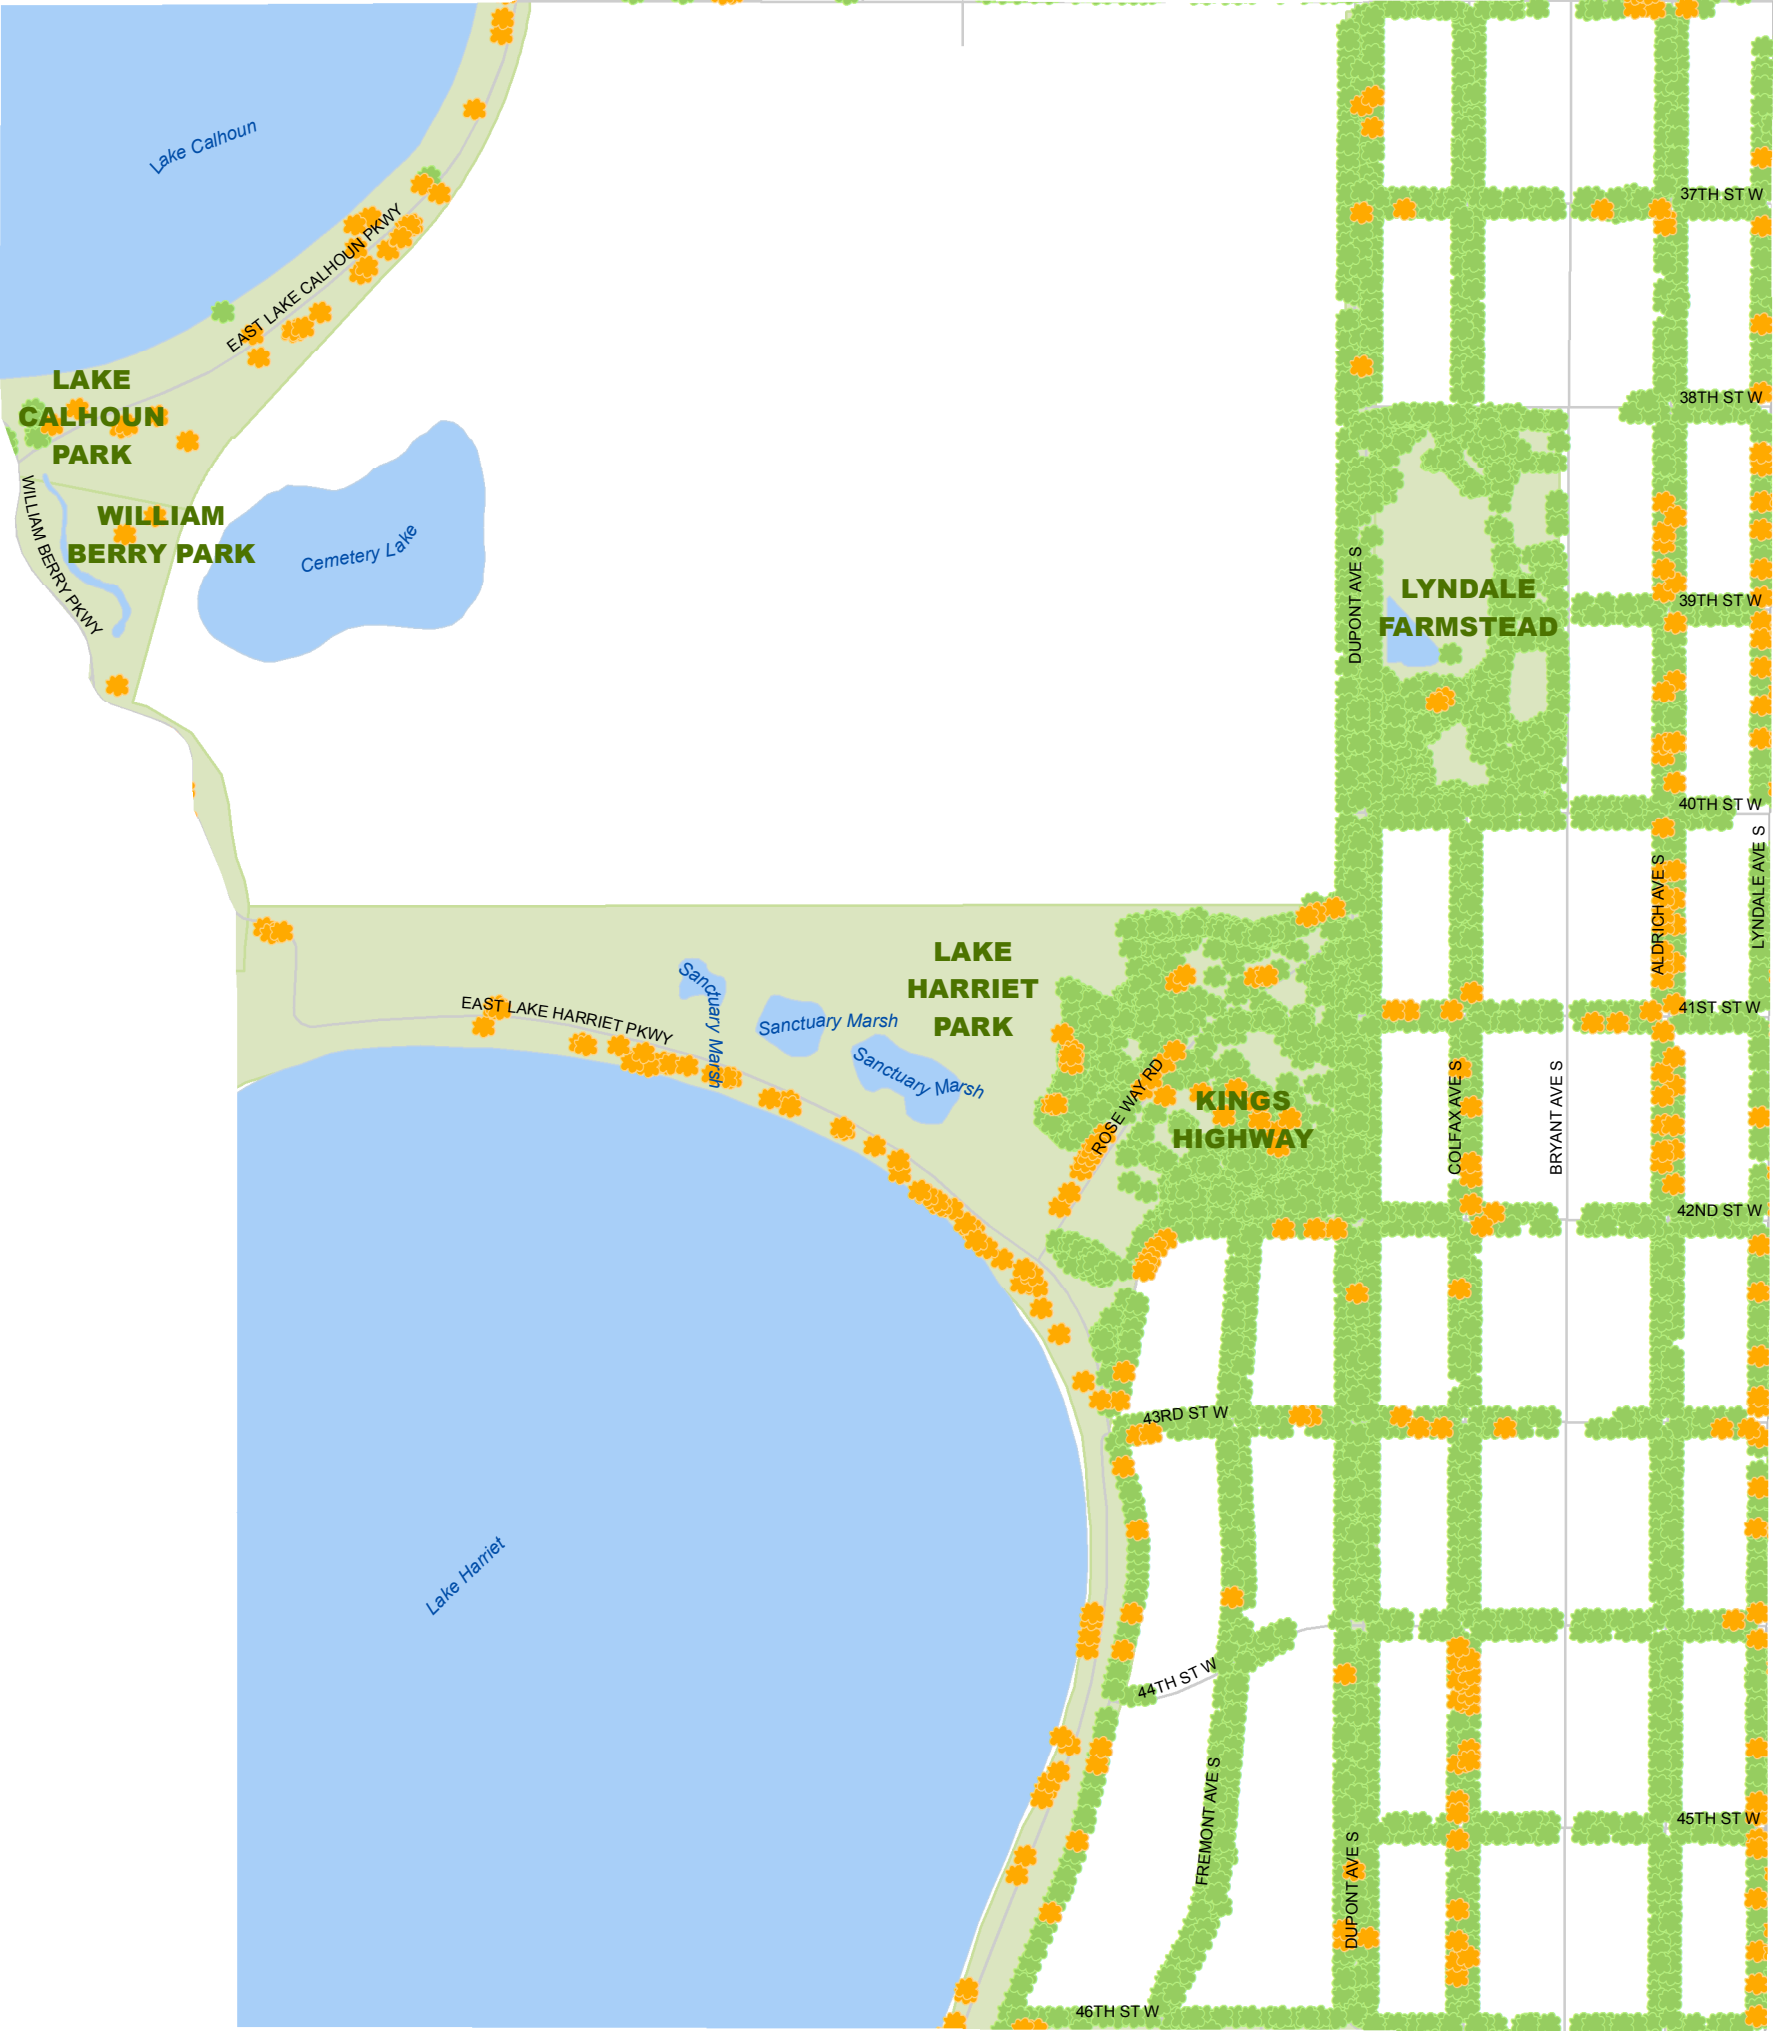 Lake Calhoun
37TH ST W
EAST LAKE CALHOUN PKWY
LAKE
CALHOUN
PARK
38TH ST W
WILLIAM BERRY PKWY
WILLIAM
BERRY PARK
Cemetery Lake
DUPONT AVE S
LYNDALE
FARMSTEAD
39TH ST W
40TH ST W
LYNDALE AVE S
ALDRICH AVE S
LAKE
HARRIET
PARK
EAST LAKE HARRIET PKWY
Sanctuary Marsh
Sanctuary Marsh
Sanctuary Marsh
41ST ST W
ROSE WAY RD
KINGS
HIGHWAY
COLFAX AVE S
BRYANT AVE S
42ND ST W
43RD ST W
Lake Harriet
44TH ST W
FREMONT AVE S
45TH ST W
DUPONT AVE S
46TH ST W